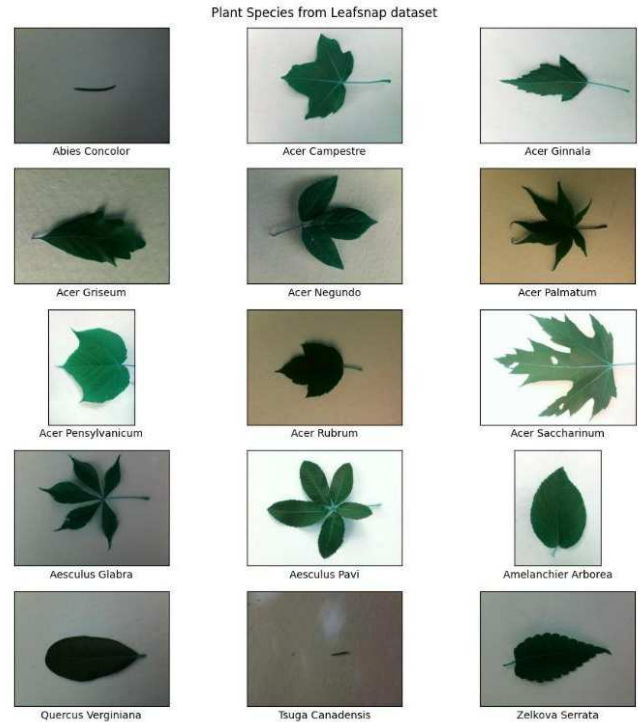 Plant Species from Leafsnap dataset
Abies Concolor
Acer Campestre
Acer Ginnala
Acer Griseum
Acer Negundo
Acer Palmatum
Acer Pensylvanicum
Acer Rubrum
Acer Saccharinum
Aesculus Glabra
Aesculus Pavi
Amelanchier Arborea
Quercus Verginiana
Tsuga Canadensis
Zelkova Serrata